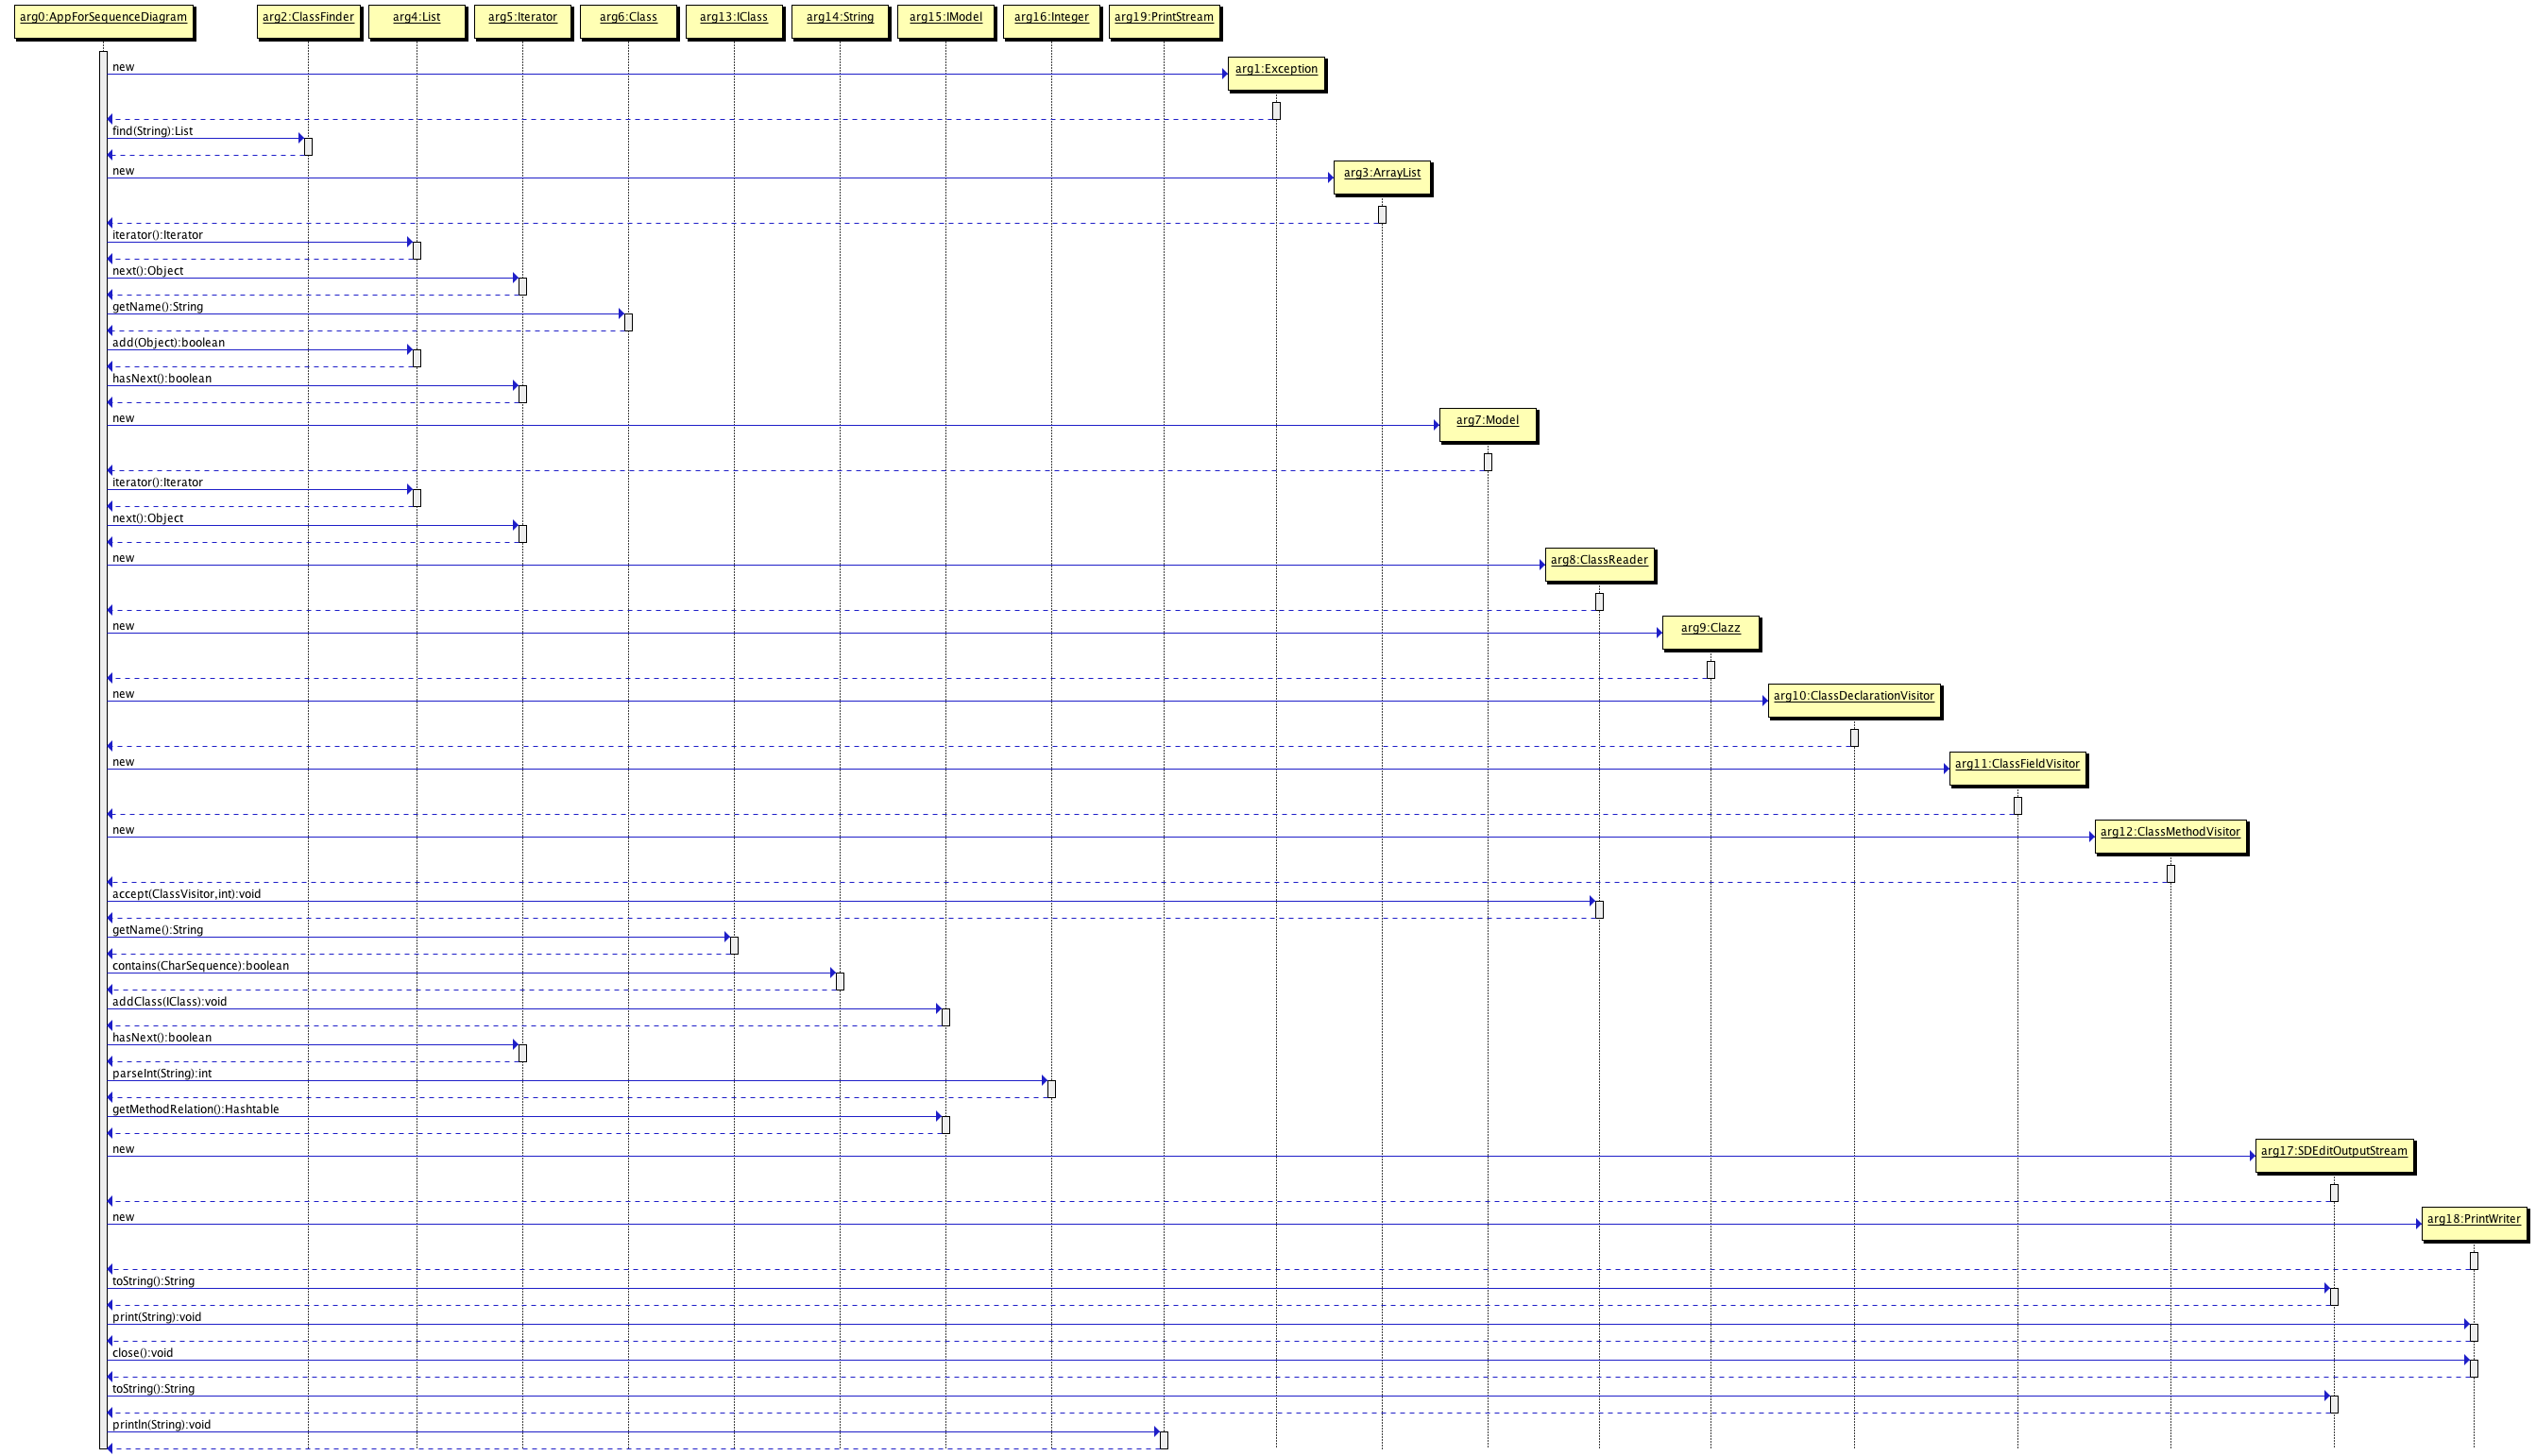 arg0:AppForSequenceDiagram
arg2:ClassFinder
arg4:List
arg5:Iterator
arg6:Class
arg13:IClass
arg14:String
arg15:IModel
arg16:Integer
arg19:PrintStream
new
arg1:Exception
find(String):List
new
arg3:ArrayList
iterator():Iterator
next():Object
getName():String
add(Object):boolean
hasNext():boolean
new
arg7:Model
iterator():Iterator
next():Object
new
arg8:ClassReader
new
arg9:Clazz
new
arg10:ClassDeclarationVisitor
new
arg11:ClassFieldVisitor
new
arg12:ClassMethodVisitor
accept(ClassVisitor,int):void
getName():String
contains(CharSequence):boolean
addClass(IClass):void
hasNext():boolean
parseInt(String):int
getMethodRelation():Hashtable
new
arg17:SDEditOutputStream
new
arg18:PrintWriter
toString():String
print(String):void
close():void
toString():String
println(String):void